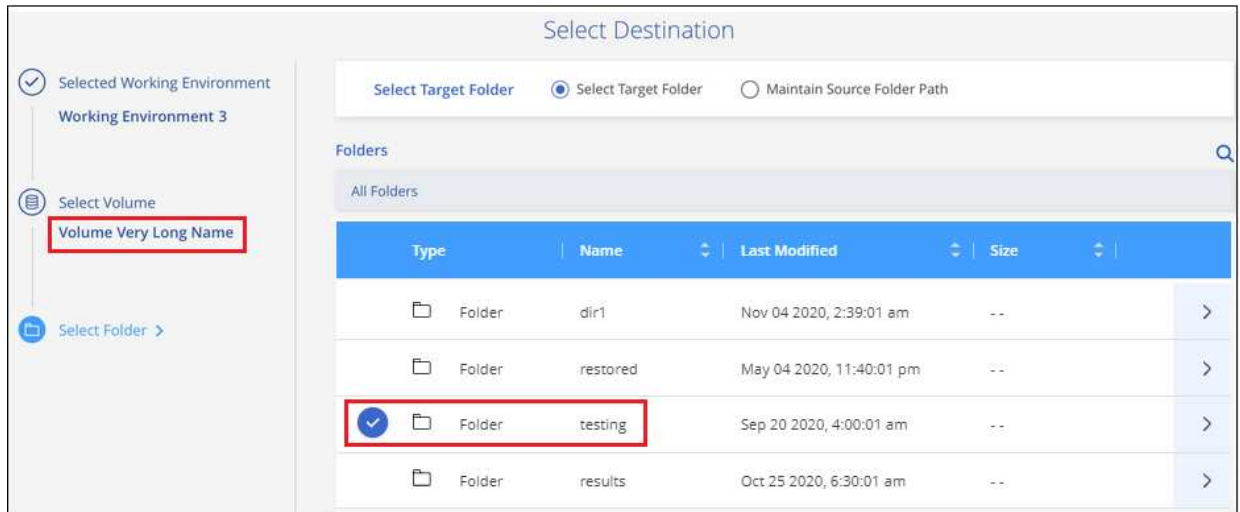 Select Destination
Selected Working Environment
Working Environment 3
Select Volume
Volume Very Long Name
Select Folder >
Select Target Folder Select Target Folder Maintain Source Folder Path
Folders
All Folders
Type Name Last Modified Size
Folder dir1 Nov 04 2020, 2:39:01 am --
Folder restored May 04 2020, 11:40:01 pm --
Folder testing Sep 20 2020, 4:00:01 am --
Folder results Oct 25 2020, 6:30:01 am --